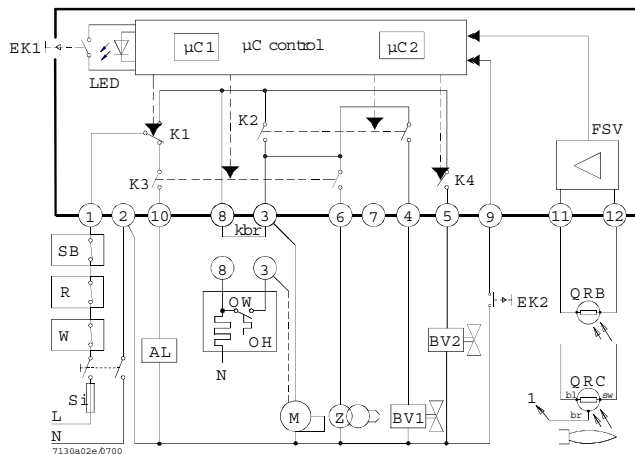 µC1 µC control µC2
EK1
LED
FSV
K1
K2
K3
K4
1 2 10 8 3 6 7 4 5 9 11 12
kbr
SB
R
W
Si
L
N
8 3
OW
OH
N
AL
M
Z
BV1
BV2
EK2
QRB
QRC
bl sw
br
1
7130a02e/0700